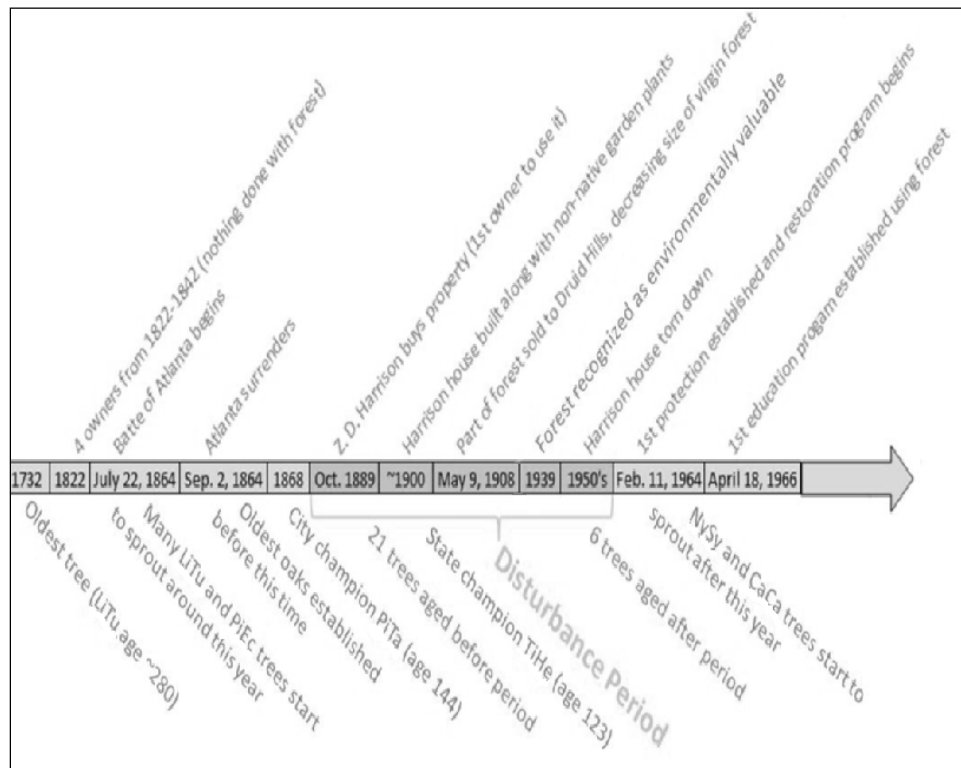 4 owners from 1822-1842 (nothing done with forest)
Batte of Atlanta begins
Atlanta surrenders
Z. D. Harrison buys property (1st owner to use it)
Harrison house built along with non-native garden plants
Part of forest sold to Druid Hills, decreasing size of virgin forest
Forest recognized as environmentally valuable
Harrison house torn down
1st protection established and restoration program begins
1st education progam established using forest
1732
1822
July 22, 1864
Sep. 2, 1864
1868
Oct. 1889
~1900
May 9, 1908
1939
1950's
Feb. 11, 1964
April 18, 1966
Oldest tree (LiTu age ~280)
Many LiTu and PiEc trees start
to sprout around this year
Oldest oaks established
before this time
City champion PiTa (age 144)
21 trees aged before period
State champion TiHe (age 123)
Disturbance Period
6 trees aged after period
NySy and CaCa trees start to
sprout after this year